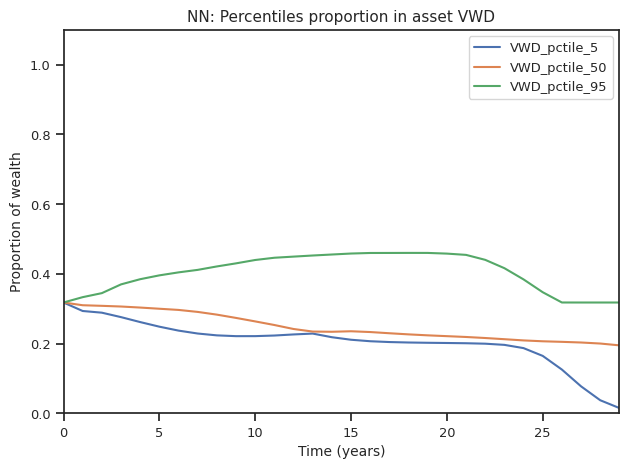 NN: Percentiles proportion in asset VWD
VWD_pctile_5
VWD_pctile_50
VWD_pctile_95
Proportion of wealth
1.0
0.8
0.6
0.4
0.2
0.0
0 5 10 15 20 25
Time (years)